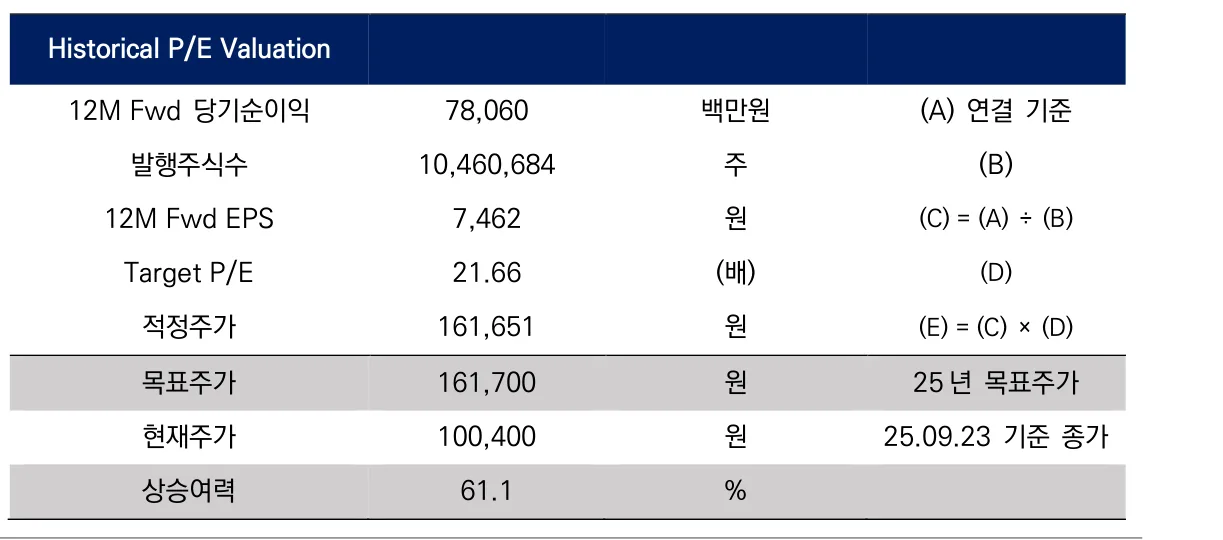 Historical P/E Valuation
12M Fwd 당기순이익 78,060 백만원 (A) 연결 기준
발행주식수 10,460,684 주 (B)
12M Fwd EPS 7,462 원 (C) = (A) ÷ (B)
Target P/E 21.66 (배) (D)
적정주가 161,651 원 (E) = (C) × (D)
목표주가 161,700 원 25년 목표주가
현재주가 100,400 원 25.09.23 기준 종가
상승여력 61.1 %